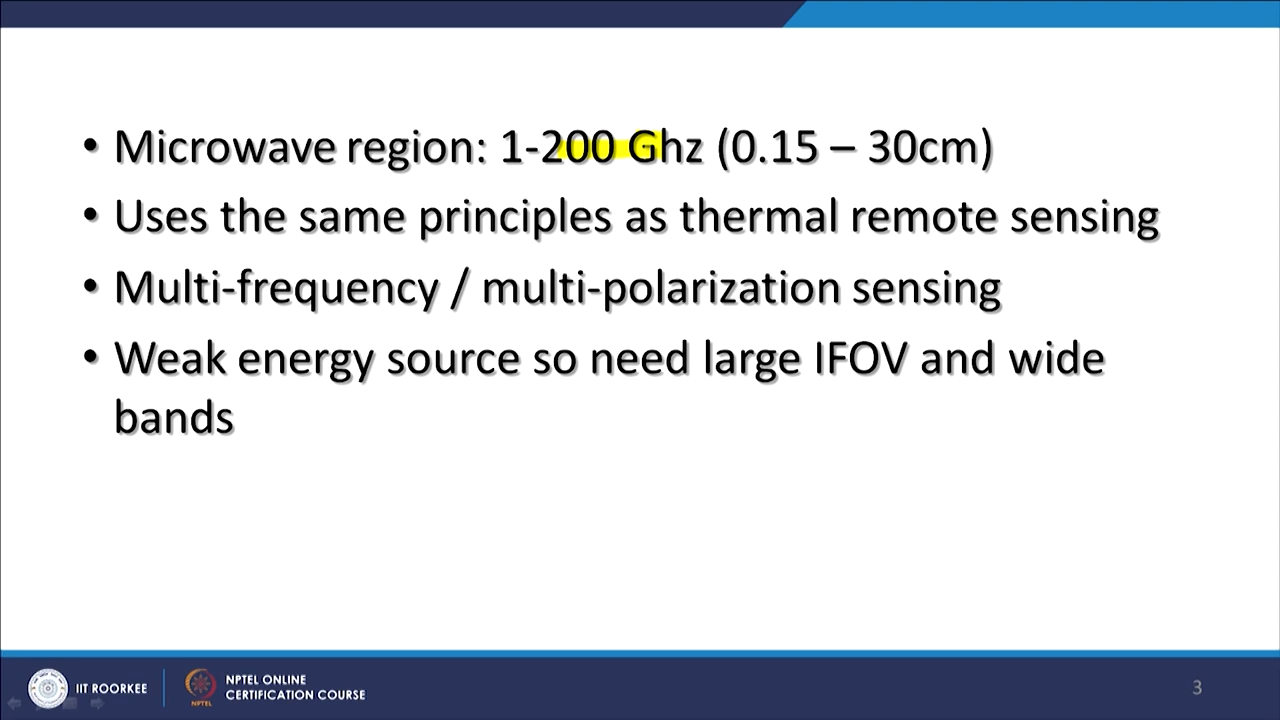 • Microwave region: 1-200 Ghz (0.15 – 30cm)
• Uses the same principles as thermal remote sensing
• Multi-frequency / multi-polarization sensing
• Weak energy source so need large IFOV and wide
bands
IIT ROORKEE
NPTEL
NPTEL ONLINE
CERTIFICATION COURSE
3